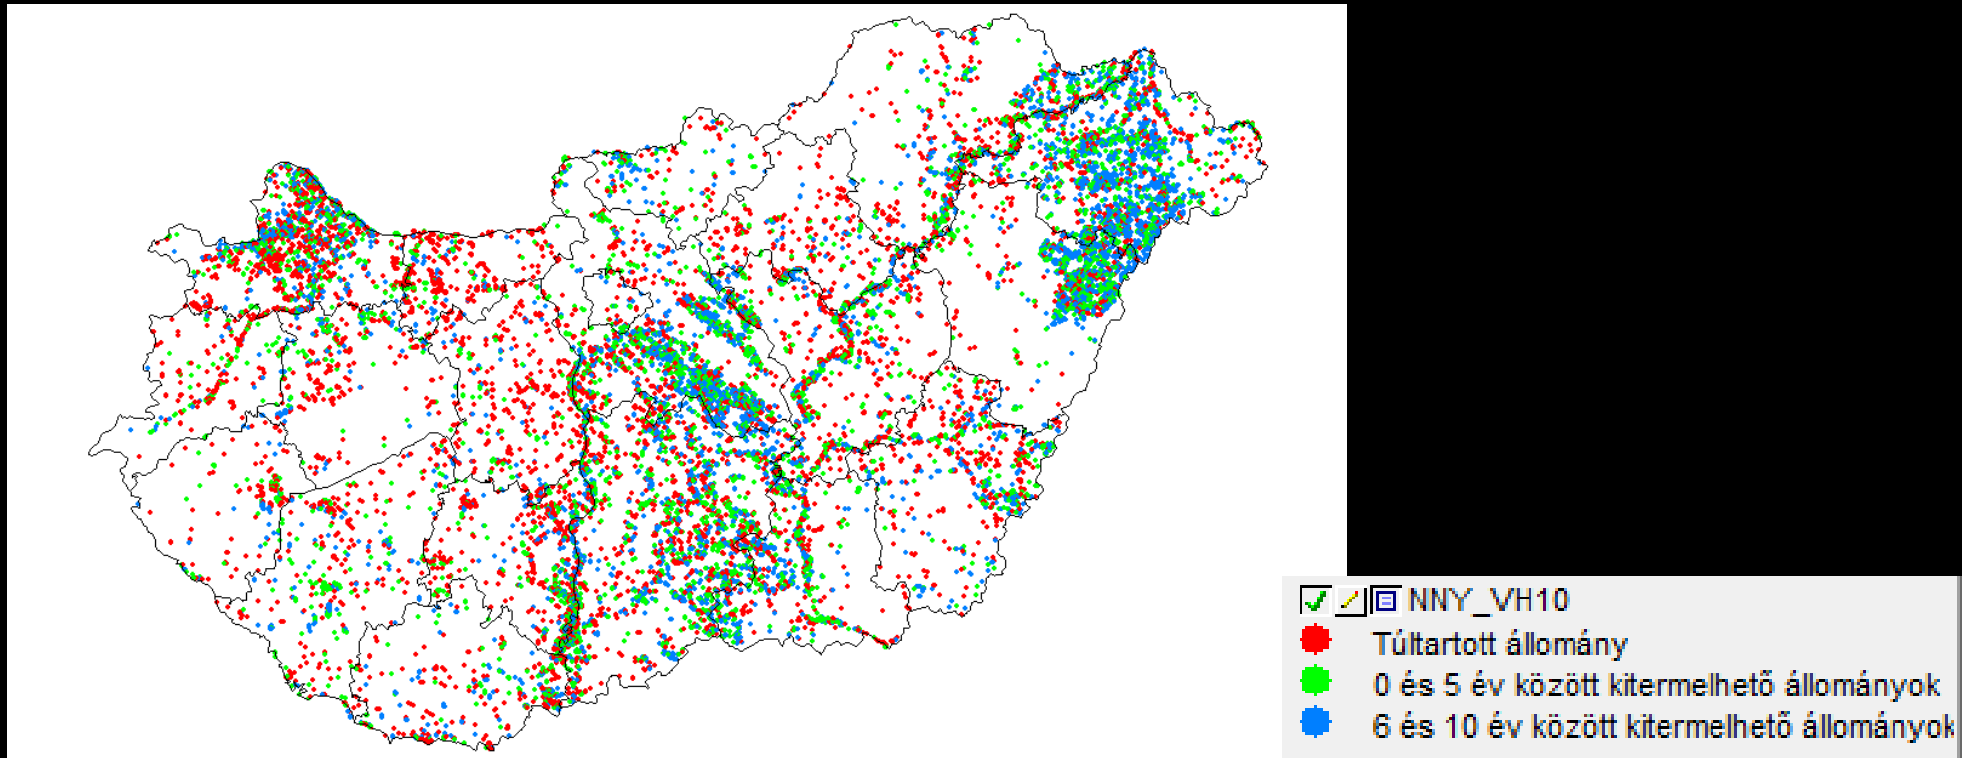 NNY_VH10
Túltartott állomány
0 és 5 év között kitermelhető állományok
6 és 10 év között kitermelhető állományok